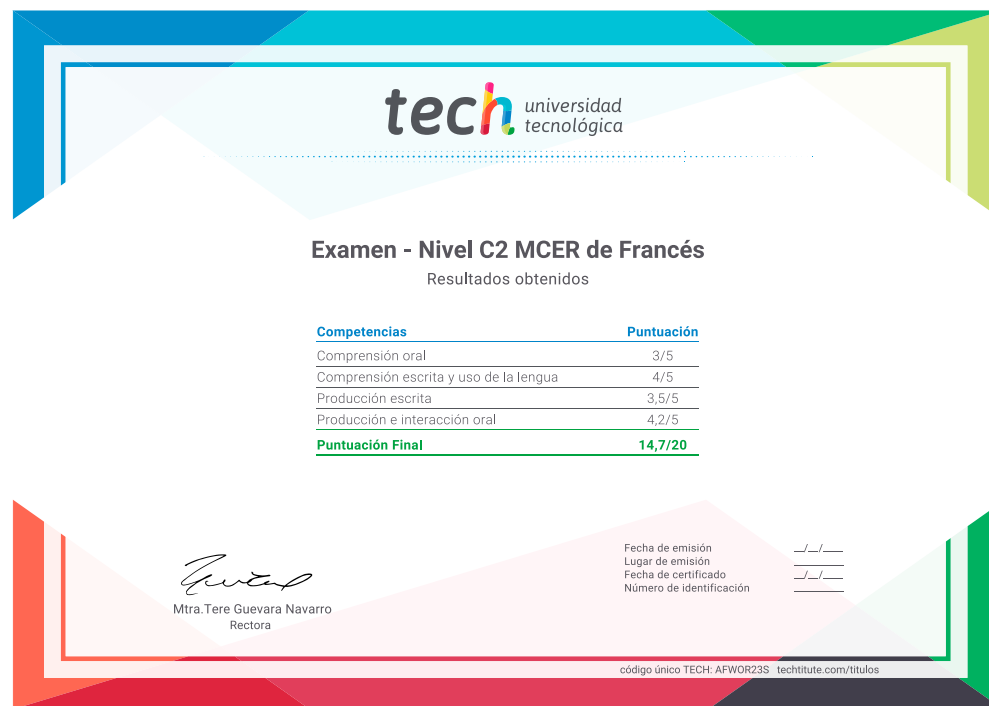 tech universidad
tecnológica
Examen - Nivel C2 MCER de Francés
Resultados obtenidos
Competencias Puntuación
Comprensión oral 3/5
Comprensión escrita y uso de la lengua 4/5
Producción escrita 3,5/5
Producción e interacción oral 4,2/5
Puntuación Final 14,7/20
Mtra.Tere Guevara Navarro
Rectora
Fecha de emisión __/__/____
Lugar de emisión ________
Fecha de certificado __/__/____
Número de identificación ________
código único TECH: AFWOR23S techtitute.com/titulos